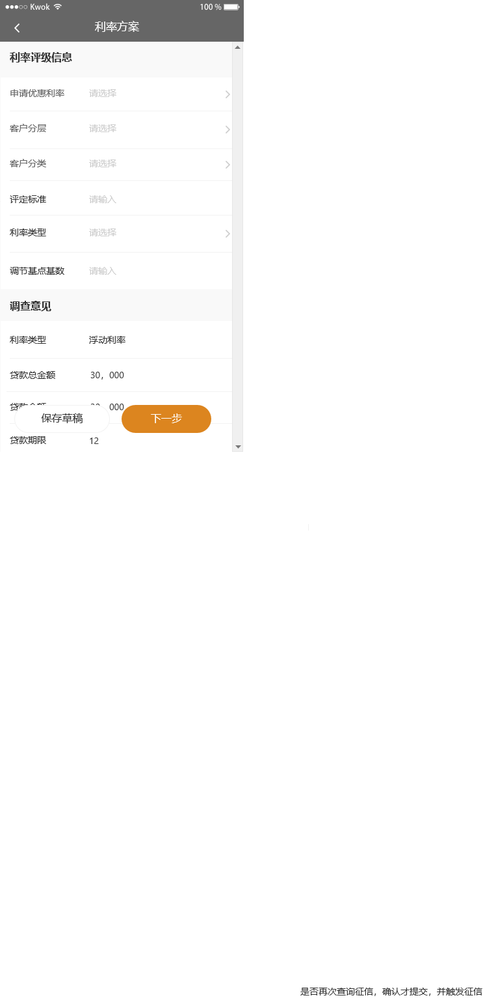 Kwok 100 %
利率方案
利率评级信息
申请优惠利率 请选择
客户分层 请选择
客户分类 请选择
评定标准 请输入
利率类型 请选择
调节基点基数 请输入
调查意见
利率类型 浮动利率
贷款总金额 30，000
贷款金额 30，000
保存草稿 下一步
贷款期限 12
是否再次查询征信，确认才提交，并触发征信